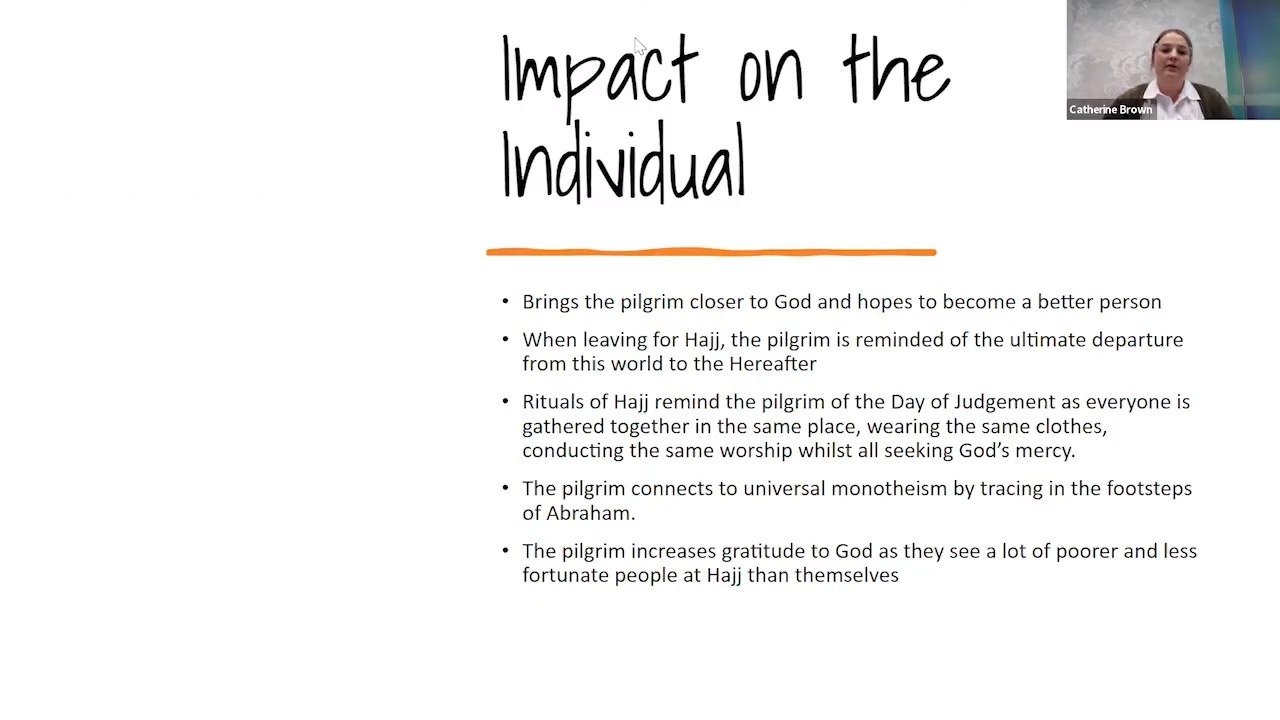 Impact on the
Individual
Catherine Brown
• Brings the pilgrim closer to God and hopes to become a better person
• When leaving for Hajj, the pilgrim is reminded of the ultimate departure
from this world to the Hereafter
• Rituals of Hajj remind the pilgrim of the Day of Judgement as everyone is
gathered together in the same place, wearing the same clothes,
conducting the same worship whilst all seeking God's mercy.
• The pilgrim connects to universal monotheism by tracing in the footsteps
of Abraham.
• The pilgrim increases gratitude to God as they see a lot of poorer and less
fortunate people at Hajj than themselves